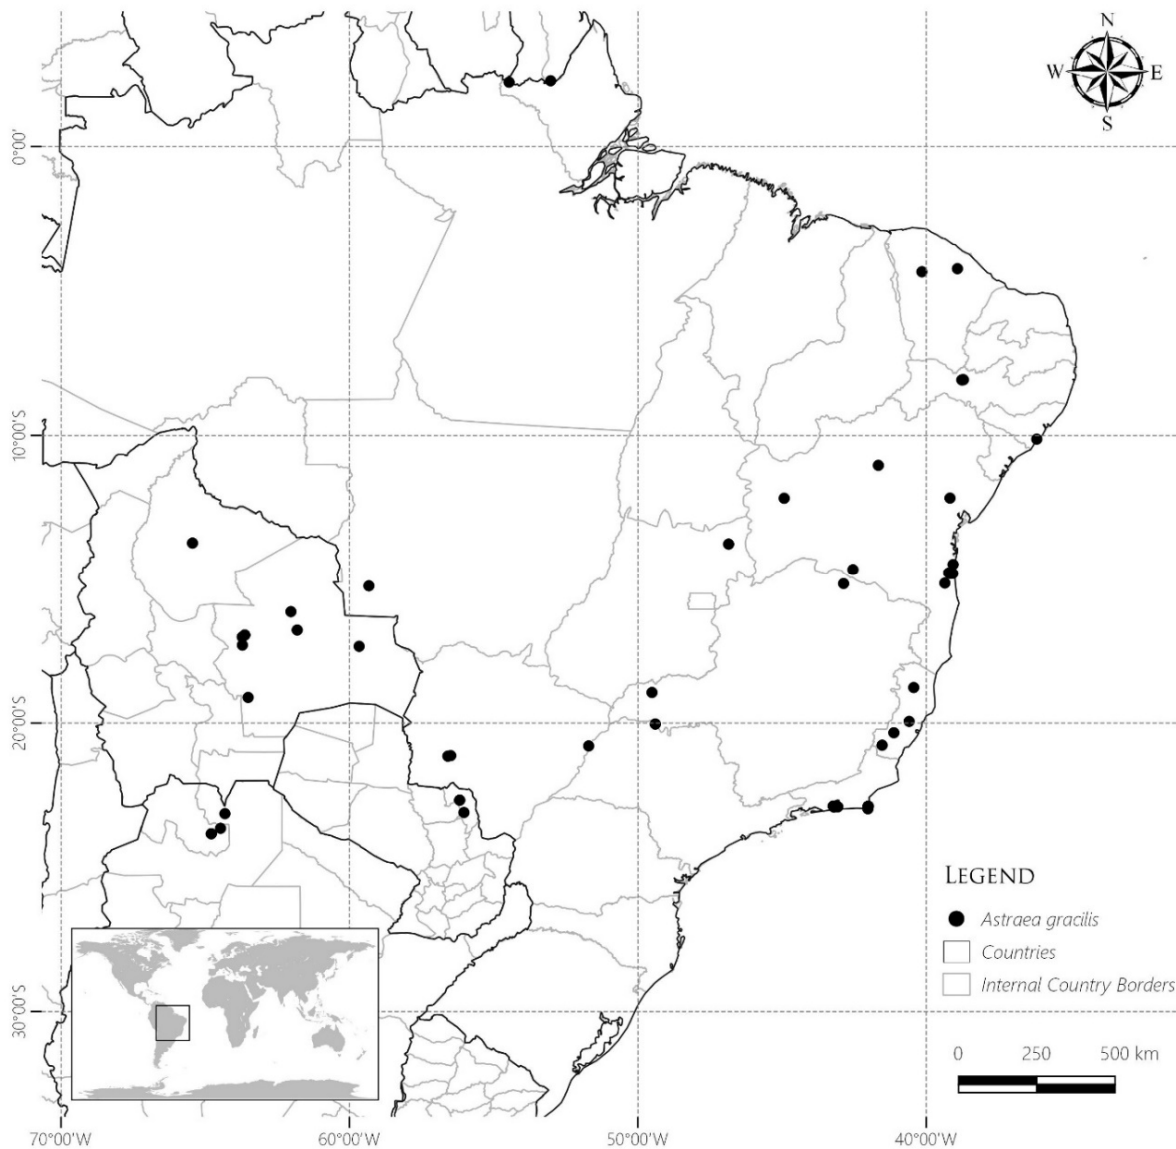 N
W E
S
0°00'
10°00'S
20°00'S
30°00'S
LEGEND
Astraea gracilis
Countries
Internal Country Borders
0 250 500 km
70°00'W 60°00'W 50°00'W 40°00'W